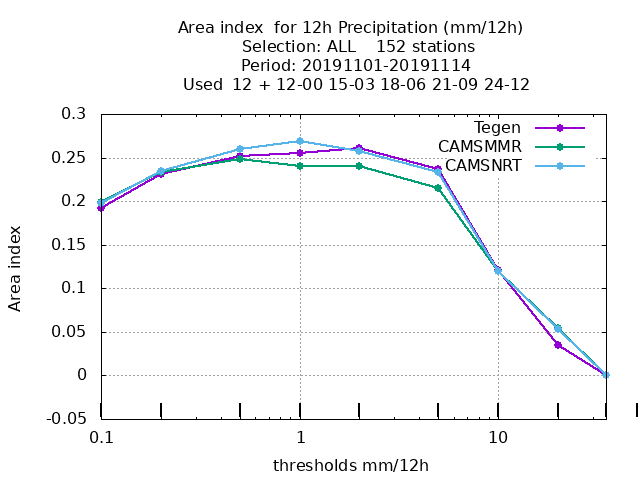 Area index  for 12h Precipitation (mm/12h)
Selection: ALL    152 stations
Period: 20191101-20191114
Used  12 + 12-00 15-03 18-06 21-09 24-12
Tegen
CAMSMMR
CAMSNRT
0.3
0.25
0.2
0.15
0.1
0.05
0
-0.05
Area index
0.1 1 10
thresholds mm/12h